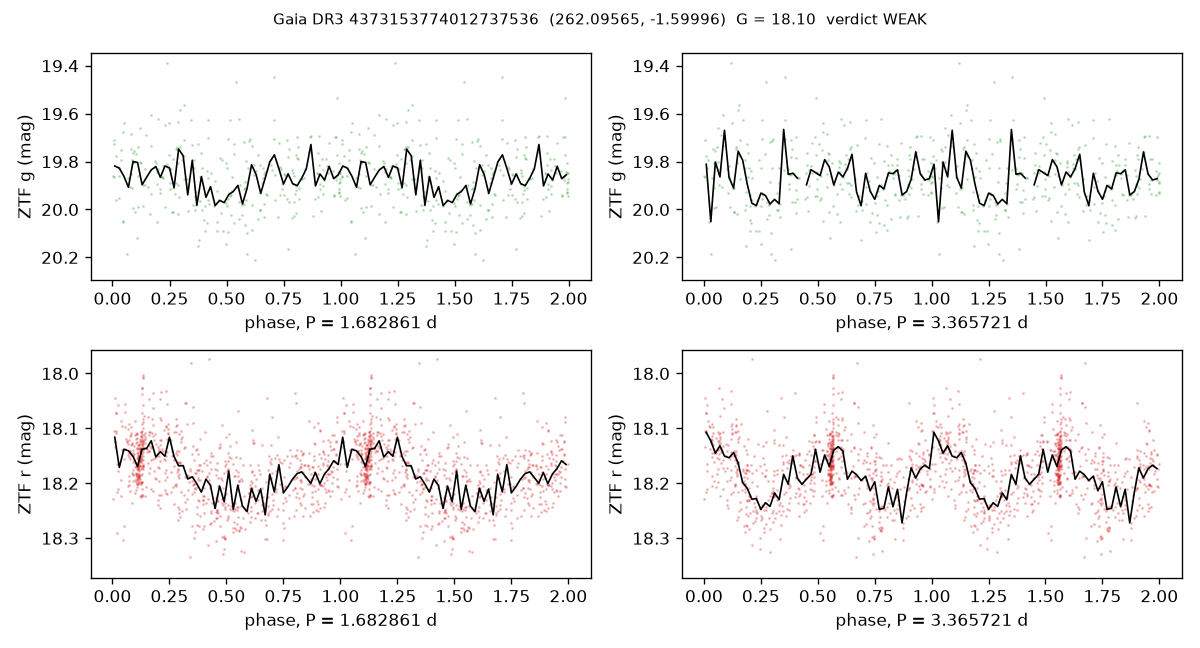 Gaia DR3 4373153774012737536 (262.09565, -1.59996) G = 18.10 verdict WEAK
ZTF g (mag)
19.4
19.6
19.8
20.0
20.2
0.00 0.25 0.50 0.75 1.00 1.25 1.50 1.75 2.00
phase, P = 1.682861 d
ZTF g (mag)
19.4
19.6
19.8
20.0
20.2
0.00 0.25 0.50 0.75 1.00 1.25 1.50 1.75 2.00
phase, P = 3.365721 d
ZTF r (mag)
18.0
18.1
18.2
18.3
0.00 0.25 0.50 0.75 1.00 1.25 1.50 1.75 2.00
phase, P = 1.682861 d
ZTF r (mag)
18.0
18.1
18.2
18.3
0.00 0.25 0.50 0.75 1.00 1.25 1.50 1.75 2.00
phase, P = 3.365721 d